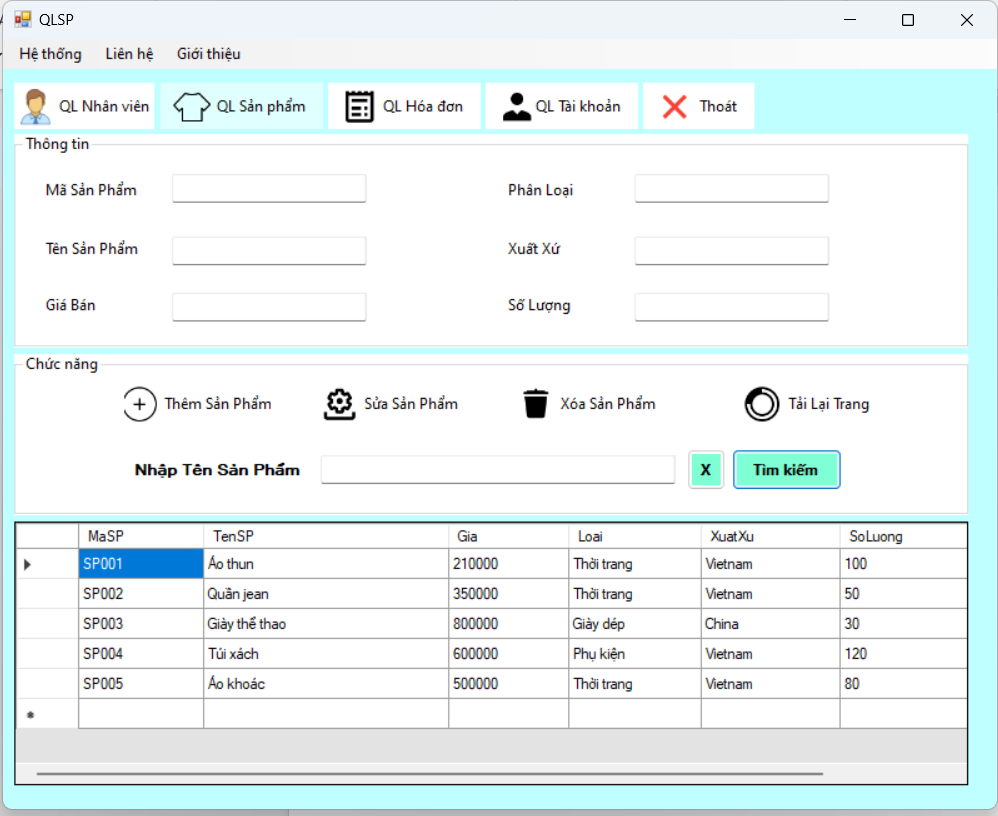 QLSP
Hệ thống Liên hệ Giới thiệu
QL Nhân viên QL Sản phẩm QL Hóa đơn QL Tài khoản Thoát
Thông tin
Mã Sản Phẩm Phân Loại
Tên Sản Phẩm Xuất Xứ
Giá Bán Số Lượng
Chức năng
Thêm Sản Phẩm Sửa Sản Phẩm Xóa Sản Phẩm Tải Lại Trang
Nhập Tên Sản Phẩm X Tìm kiếm
MaSP TenSP Gia Loai XuatXu SoLuong
SP001 Áo thun 210000 Thời trang Vietnam 100
SP002 Quần jean 350000 Thời trang Vietnam 50
SP003 Giày thể thao 800000 Giày dép China 30
SP004 Túi xách 600000 Phụ kiện Vietnam 120
SP005 Áo khoác 500000 Thời trang Vietnam 80